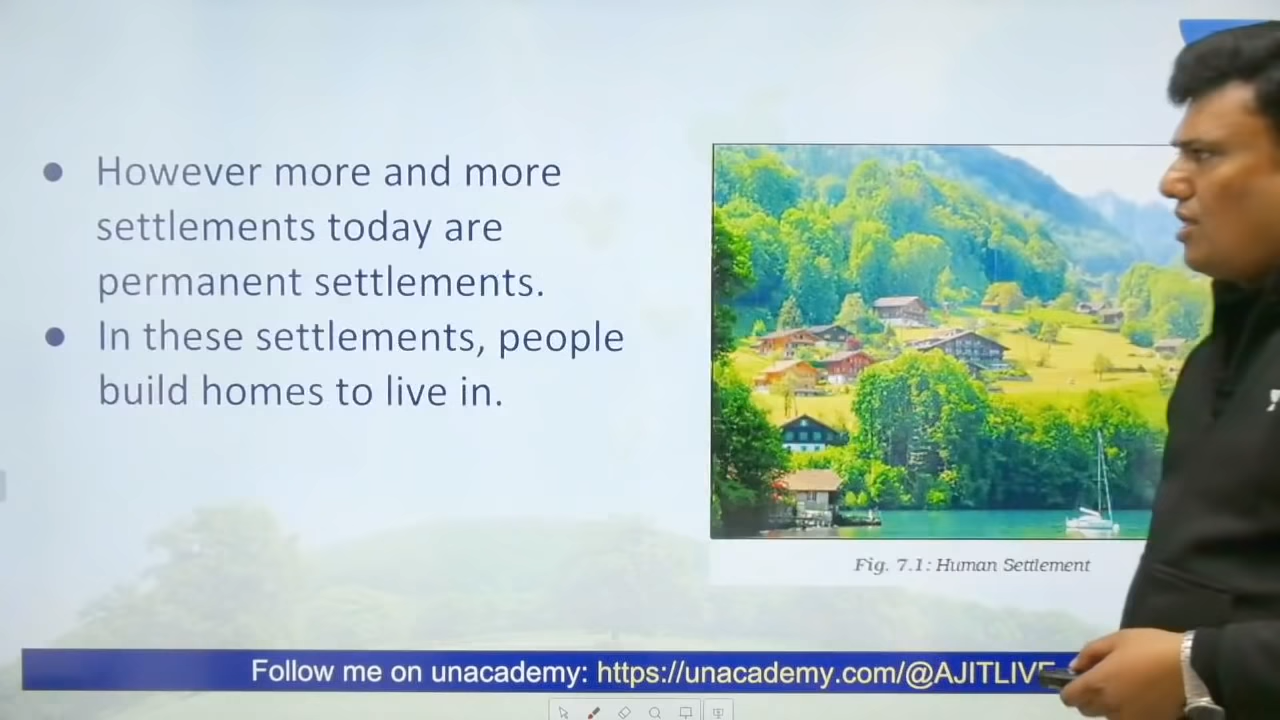 However more and more
settlements today are
permanent settlements.
In these settlements, people
build homes to live in.
Fig. 7.1: Human Settlement
Follow me on unacademy: https://unacademy.com/@AJITLIVE